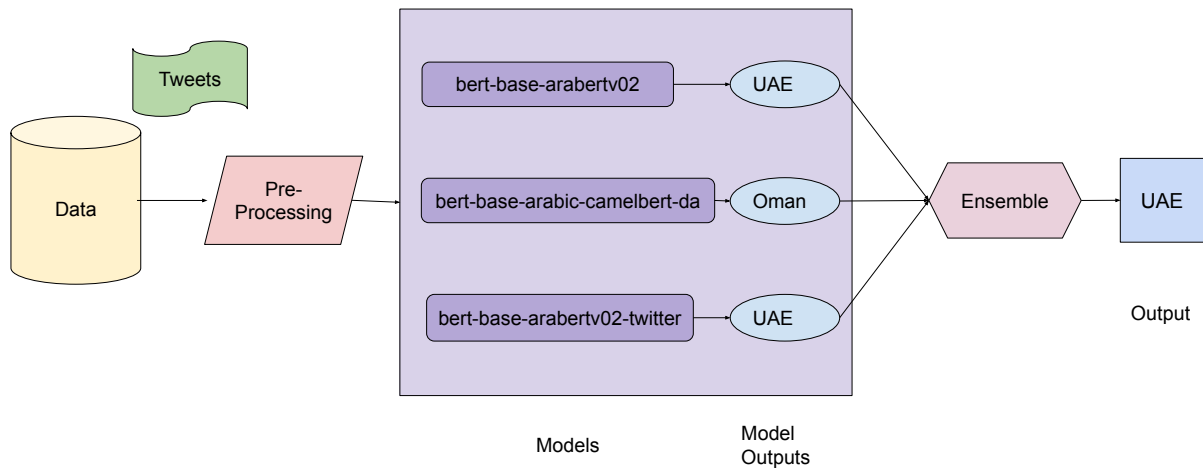 Tweets
Data
Pre-
Processing
bert-base-arabertv02
UAE
bert-base-arabic-camelbert-da
Oman
bert-base-arabertv02-twitter
UAE
Ensemble
UAE
Output
Models
Model
Outputs